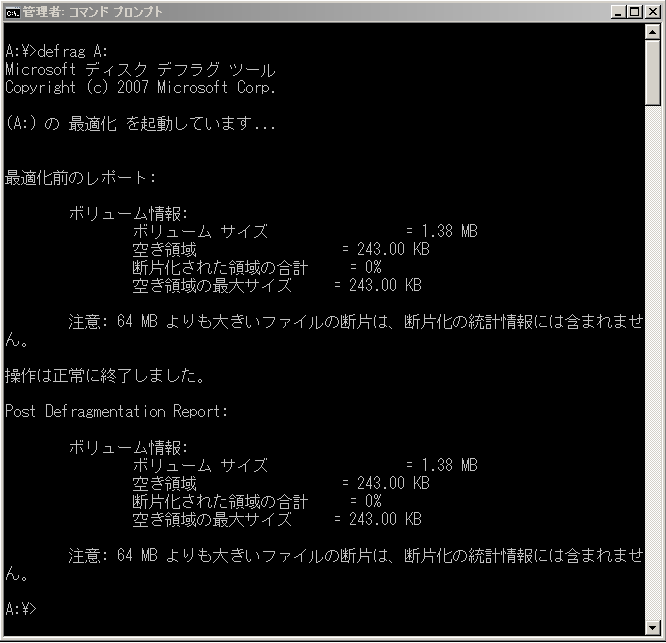 管理者: コマンド プロンプト
A:¥>defrag A:
Microsoft ディスク デフラグ ツール
Copyright (c) 2007 Microsoft Corp.
(A:) の 最適化 を起動しています...
最適化前のレポート:
ボリューム情報:
ボリューム サイズ = 1.38 MB
空き領域 = 243.00 KB
断片化された領域の合計 = 0%
空き領域の最大サイズ = 243.00 KB
注意: 64 MB よりも大きいファイルの断片は、断片化の統計情報には含まれませ
ん。
操作は正常に終了しました。
Post Defragmentation Report:
ボリューム情報:
ボリューム サイズ = 1.38 MB
空き領域 = 243.00 KB
断片化された領域の合計 = 0%
空き領域の最大サイズ = 243.00 KB
注意: 64 MB よりも大きいファイルの断片は、断片化の統計情報には含まれませ
ん。
A:¥>